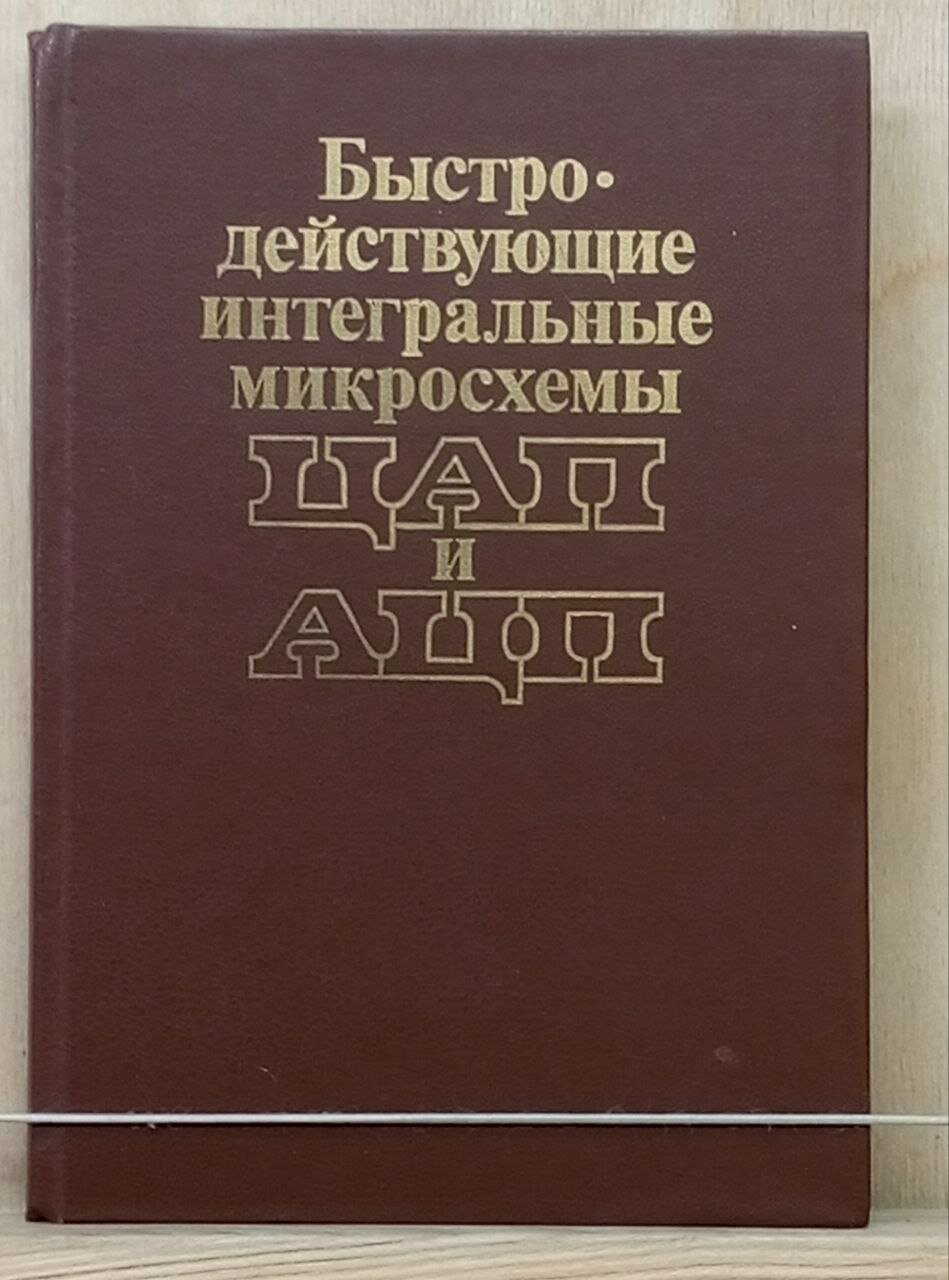 Быстро-
действующие
интегральные
микросхемы
ЦАП
и
АЦП